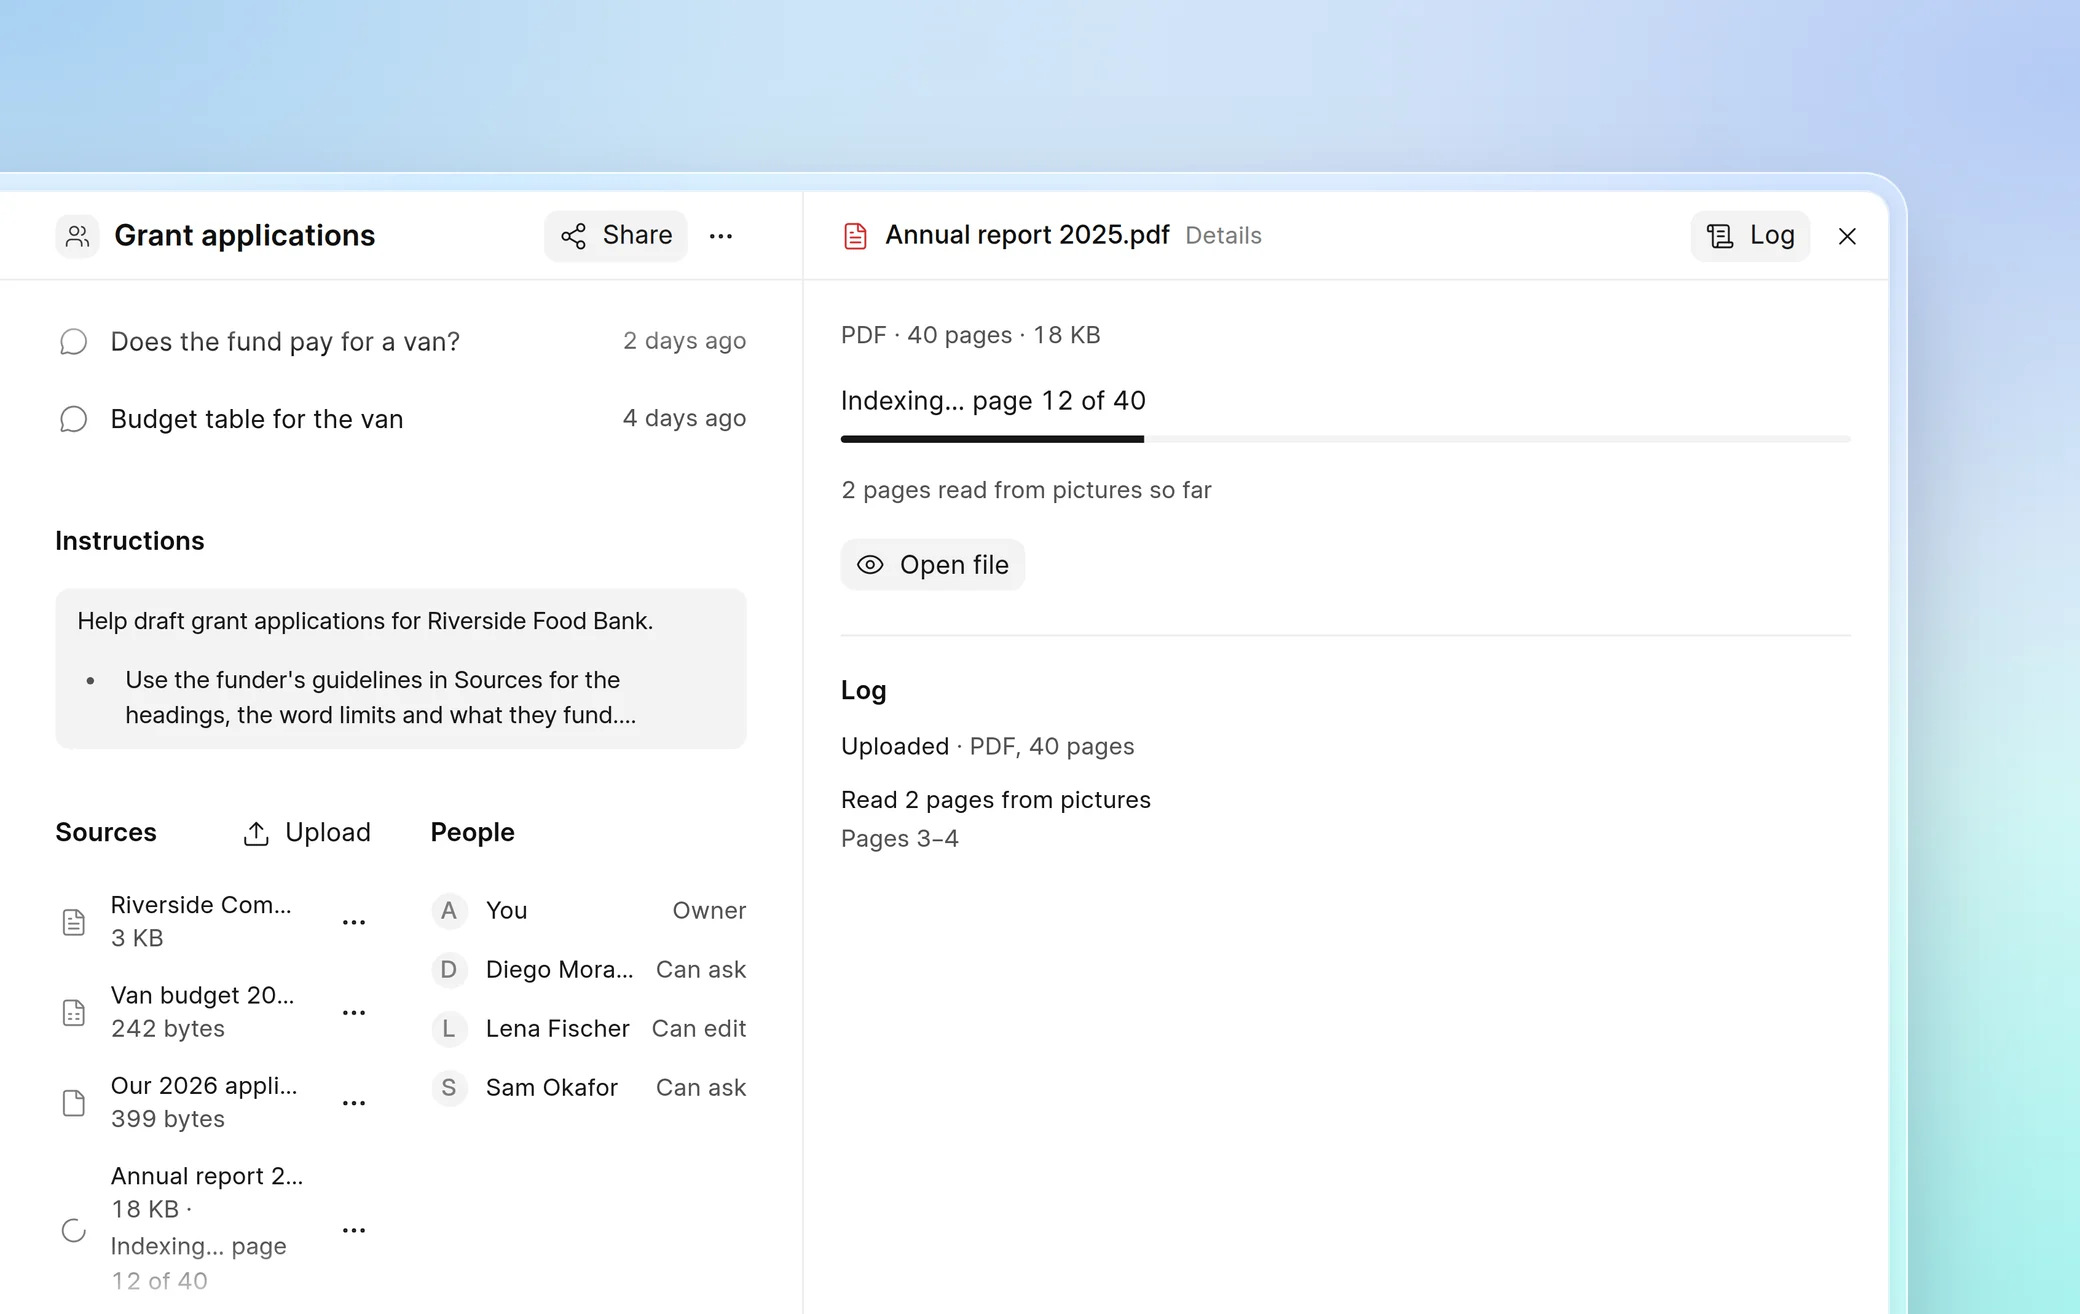 Grant applications
Share
Does the fund pay for a van?
2 days ago
Budget table for the van
4 days ago
Instructions
Help draft grant applications for Riverside Food Bank.
• Use the funder's guidelines in Sources for the
headings, the word limits and what they fund....
Sources
Upload
Riverside Com...
3 KB
Van budget 20...
242 bytes
Our 2026 appli...
399 bytes
Annual report 2...
18 KB ·
Indexing... page
12 of 40
People
A You Owner
D Diego Mora... Can ask
L Lena Fischer Can edit
S Sam Okafor Can ask
Annual report 2025.pdf Details
Log
PDF · 40 pages · 18 KB
Indexing... page 12 of 40
2 pages read from pictures so far
Open file
Log
Uploaded · PDF, 40 pages
Read 2 pages from pictures
Pages 3–4